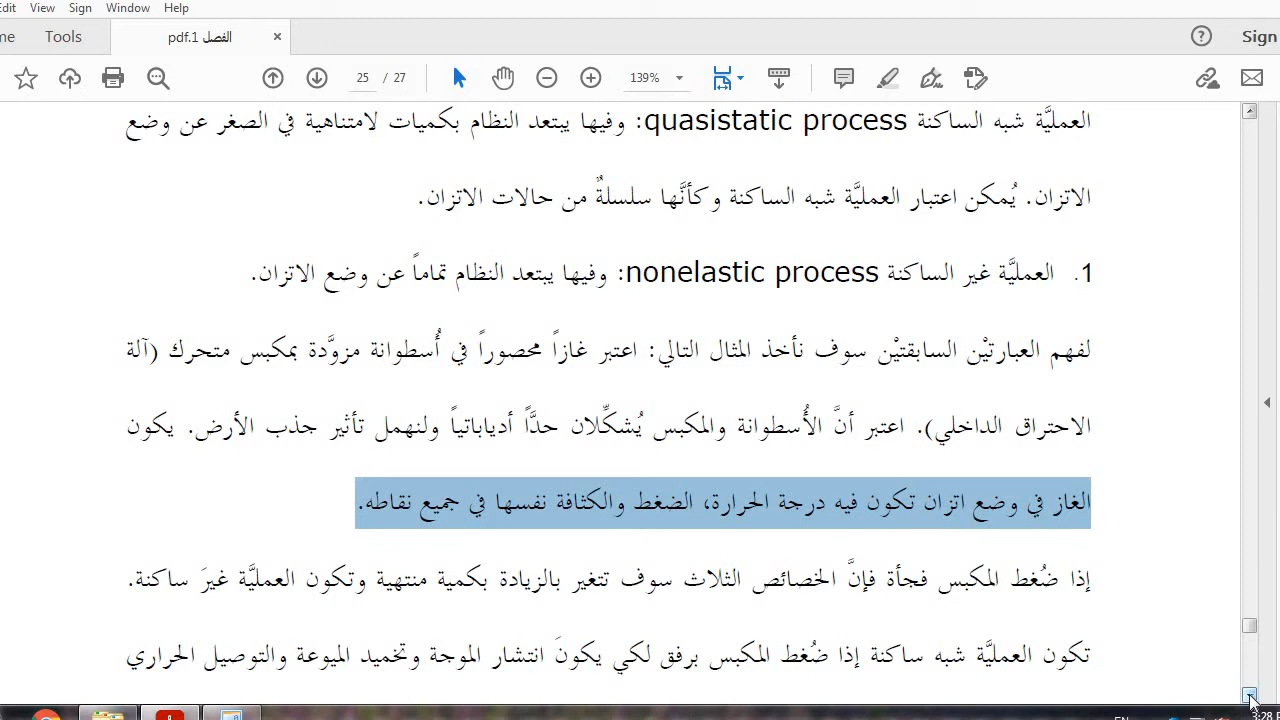 Edit View Sign Window Help
me Tools الفصل 1.pdf × ? Sign
25 / 27 139%
العمليَّة شبه الساكنة quasistatic process: وفيها يبتعد النظام بكميات لامتناهية في الصغر عن وضع
الاتزان. يُمكن اعتبار العمليَّة شبه الساكنة وكأنَّها سلسلةٌ من حالات الاتزان.
1. العمليَّة غير الساكنة nonelastic process: وفيها يبتعد النظام تماماً عن وضع الاتزان.
لفهم العبارتيْن السابقتيْن سوف نأخذ المثال التالي: اعتبر غازاً محصوراً في أُسطوانة مزوَّدة بمكبس متحرك (آلة
الاحتراق الداخلي). اعتبر أنَّ الأُسطوانة والمكبس يُشكِّلان حدَّاً أدياباتياً ولنهمل تأثير جذب الأرض. يكون
الغاز في وضع اتزان تكون فيه درجة الحرارة، الضغط والكثافة نفسها في جميع نقاطه.
إذا ضُغط المكبس فجأة فإنَّ الخصائص الثلاث سوف تتغير بالزيادة بكمية منتهية وتكون العمليَّة غيرَ ساكنة.
تكون العمليَّة شبه ساكنة إذا ضُغط المكبس برفق لكي يكونَ انتشار الموجة وتخميد الميوعة والتوصيل الحراري